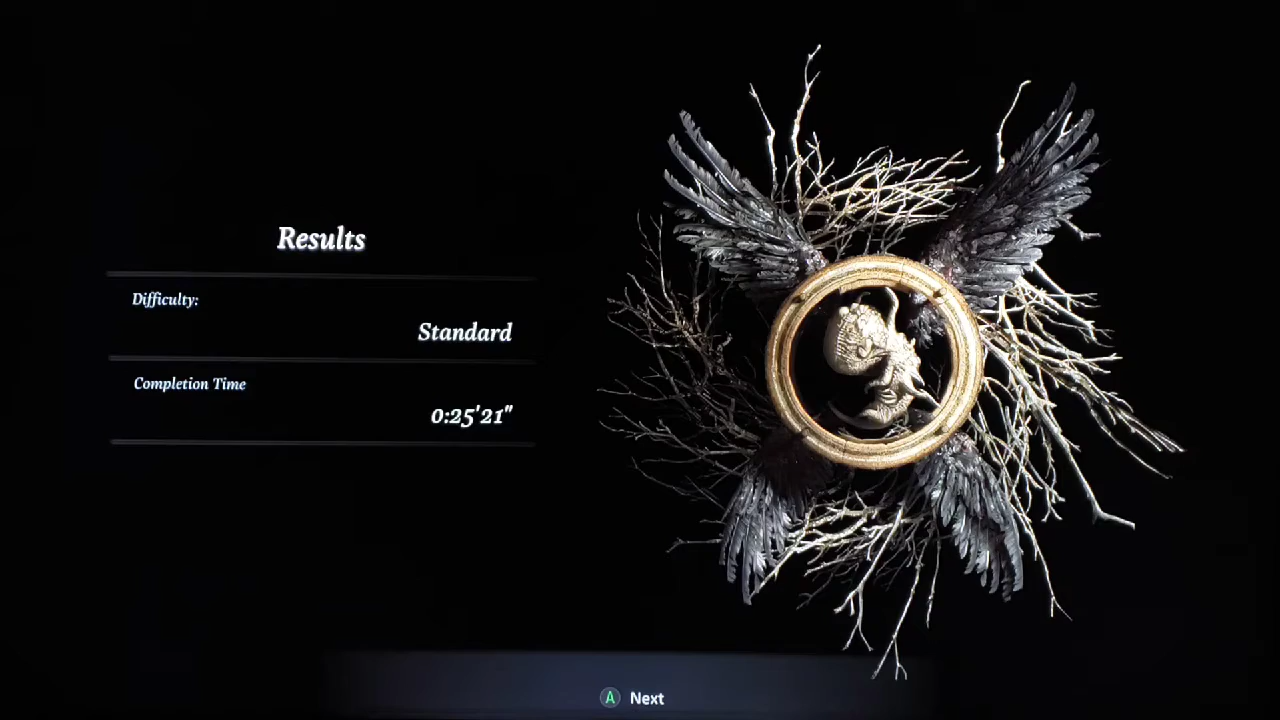 Results
Difficulty:
Standard
Completion Time
0:25'21"
A Next